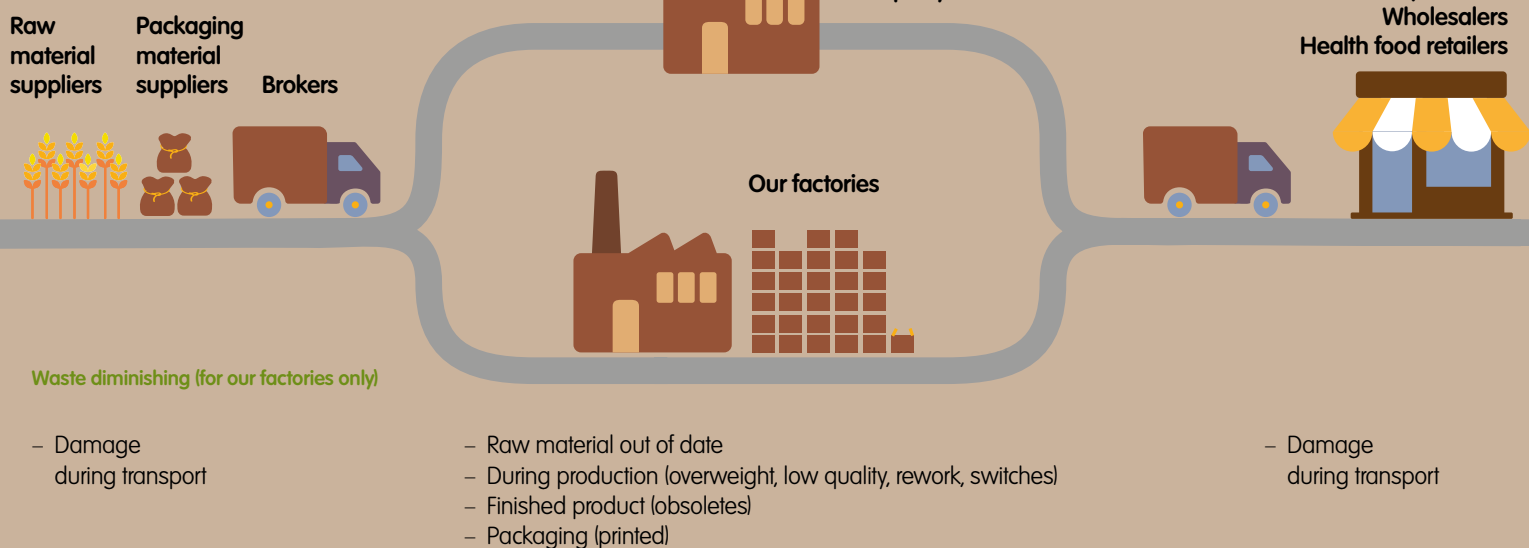 Wholesalers
Health food retailers
Raw
material
suppliers
Packaging
material
suppliers
Brokers
Our factories
Waste diminishing (for our factories only)
– Damage
during transport
– Raw material out of date
– During production (overweight, low quality, rework, switches)
– Finished product (obsoletes)
– Packaging (printed)
– Damage
during transport